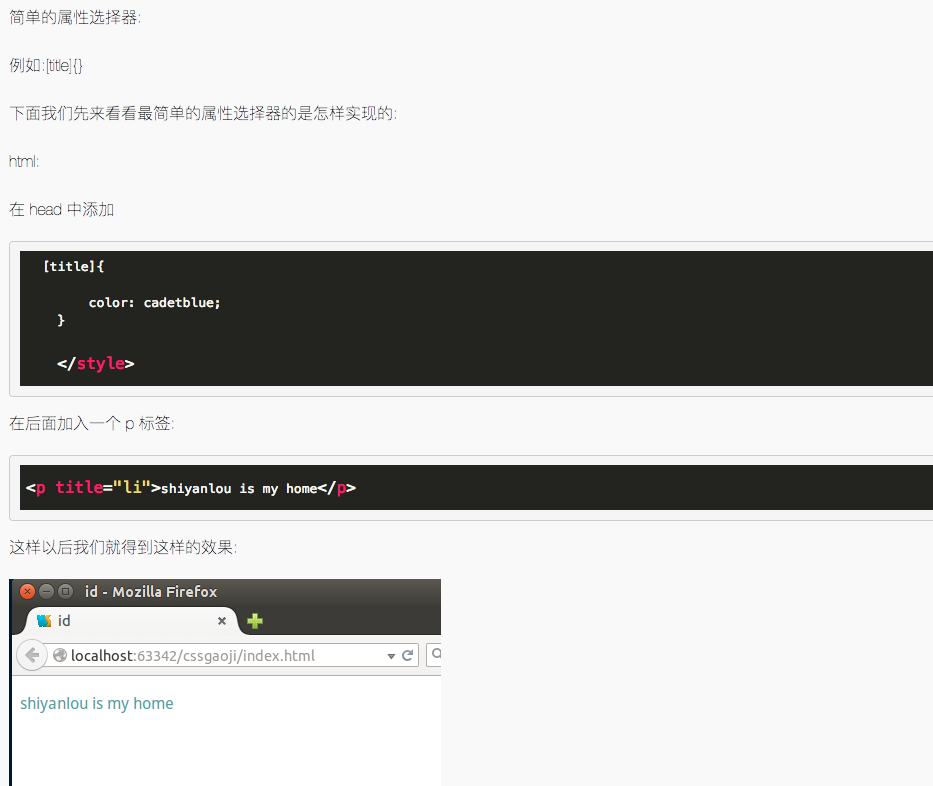 简单的属性选择器:
例如:[title]{}
下面我们先来看看最简单的属性选择器的是怎样实现的:
html:
在 head 中添加
[title]{
color: cadetblue;
}
</style>
在后面加入一个 p 标签:
<p title="li">shiyanlou is my home</p>
这样以后我们就得到这样的效果:
id - Mozilla Firefox
id
localhost:63342/cssgaoji/index.html
shiyanlou is my home